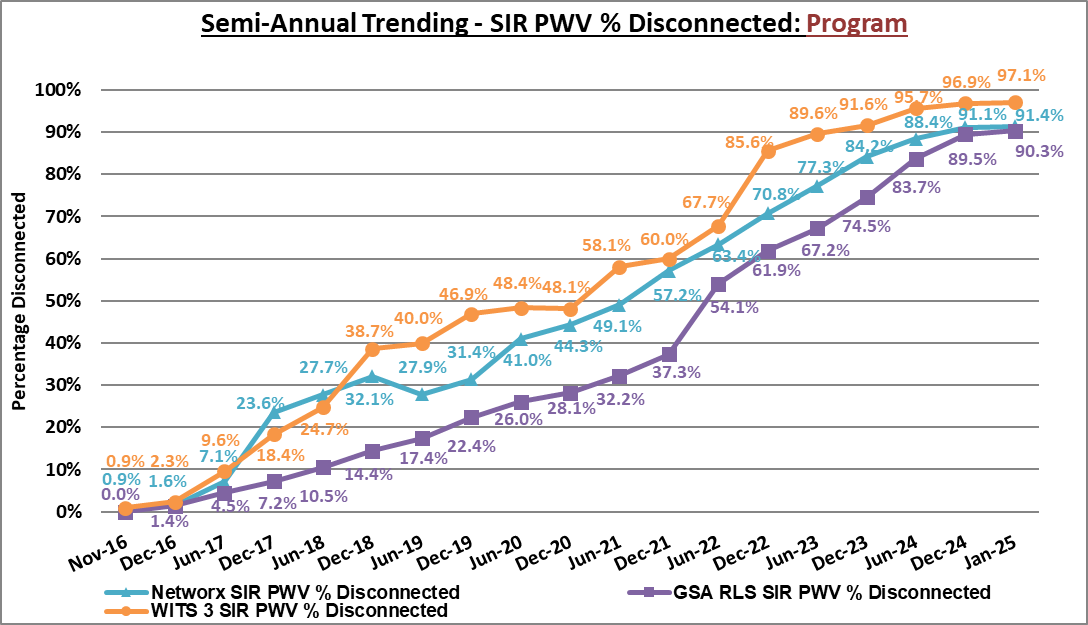 Semi-Annual Trending - SIR PWV % Disconnected: Program
Percentage Disconnected
100%
90%
80%
70%
60%
50%
40%
30%
20%
10%
0%
0.9% 2.3% 9.6% 18.4% 24.7% 38.7% 40.0% 46.9% 48.4% 48.1% 58.1% 60.0% 67.7% 85.6% 89.6% 91.6% 95.7% 96.9% 97.1%
0.9% 1.6% 7.1% 23.6% 27.7% 32.1% 27.9% 31.4% 41.0% 44.3% 49.1% 57.2% 63.4% 70.8% 77.3% 84.2% 88.4% 91.1% 91.4%
0.0% 1.4% 4.5% 7.2% 10.5% 14.4% 17.4% 22.4% 26.0% 28.1% 32.2% 37.3% 54.1% 61.9% 67.2% 74.5% 83.7% 89.5% 90.3%
Nov-16 Dec-16 Jun-17 Dec-17 Jun-18 Dec-18 Jun-19 Dec-19 Jun-20 Dec-20 Jun-21 Dec-21 Jun-22 Dec-22 Jun-23 Dec-23 Jun-24 Dec-24 Jan-25
Networx SIR PWV % Disconnected
GSA RLS SIR PWV % Disconnected
WITS 3 SIR PWV % Disconnected